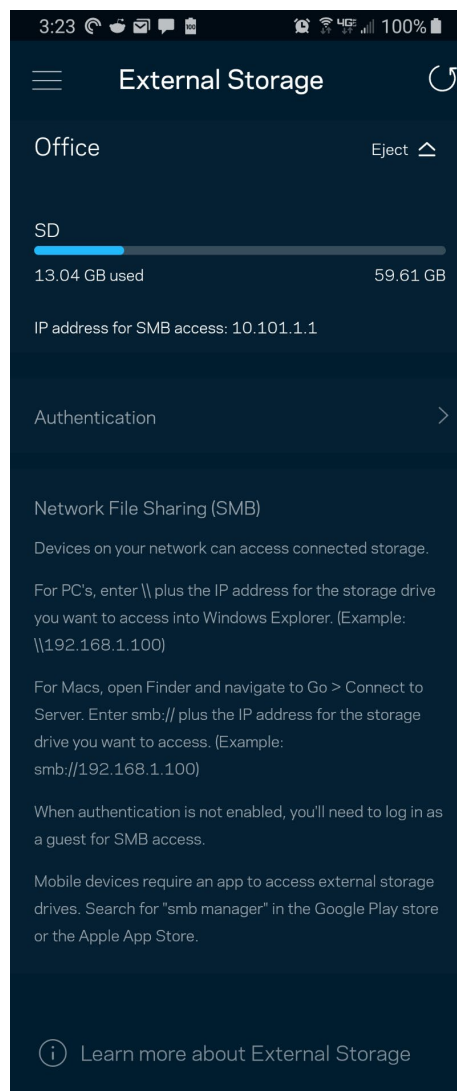 3:23 100 4GE 100%
External Storage
Office
Eject
SD
13.04 GB used 59.61 GB
IP address for SMB access: 10.101.1.1
Authentication
Network File Sharing (SMB)
Devices on your network can access connected storage.
For PC's, enter \\ plus the IP address for the storage drive
you want to access into Windows Explorer. (Example:
\\192.168.1.100)
For Macs, open Finder and navigate to Go > Connect to
Server. Enter smb:// plus the IP address for the storage
drive you want to access. (Example:
smb://192.168.1.100)
When authentication is not enabled, you'll need to log in as
a guest for SMB access.
Mobile devices require an app to access external storage
drives. Search for "smb manager" in the Google Play store
or the Apple App Store.
Learn more about External Storage